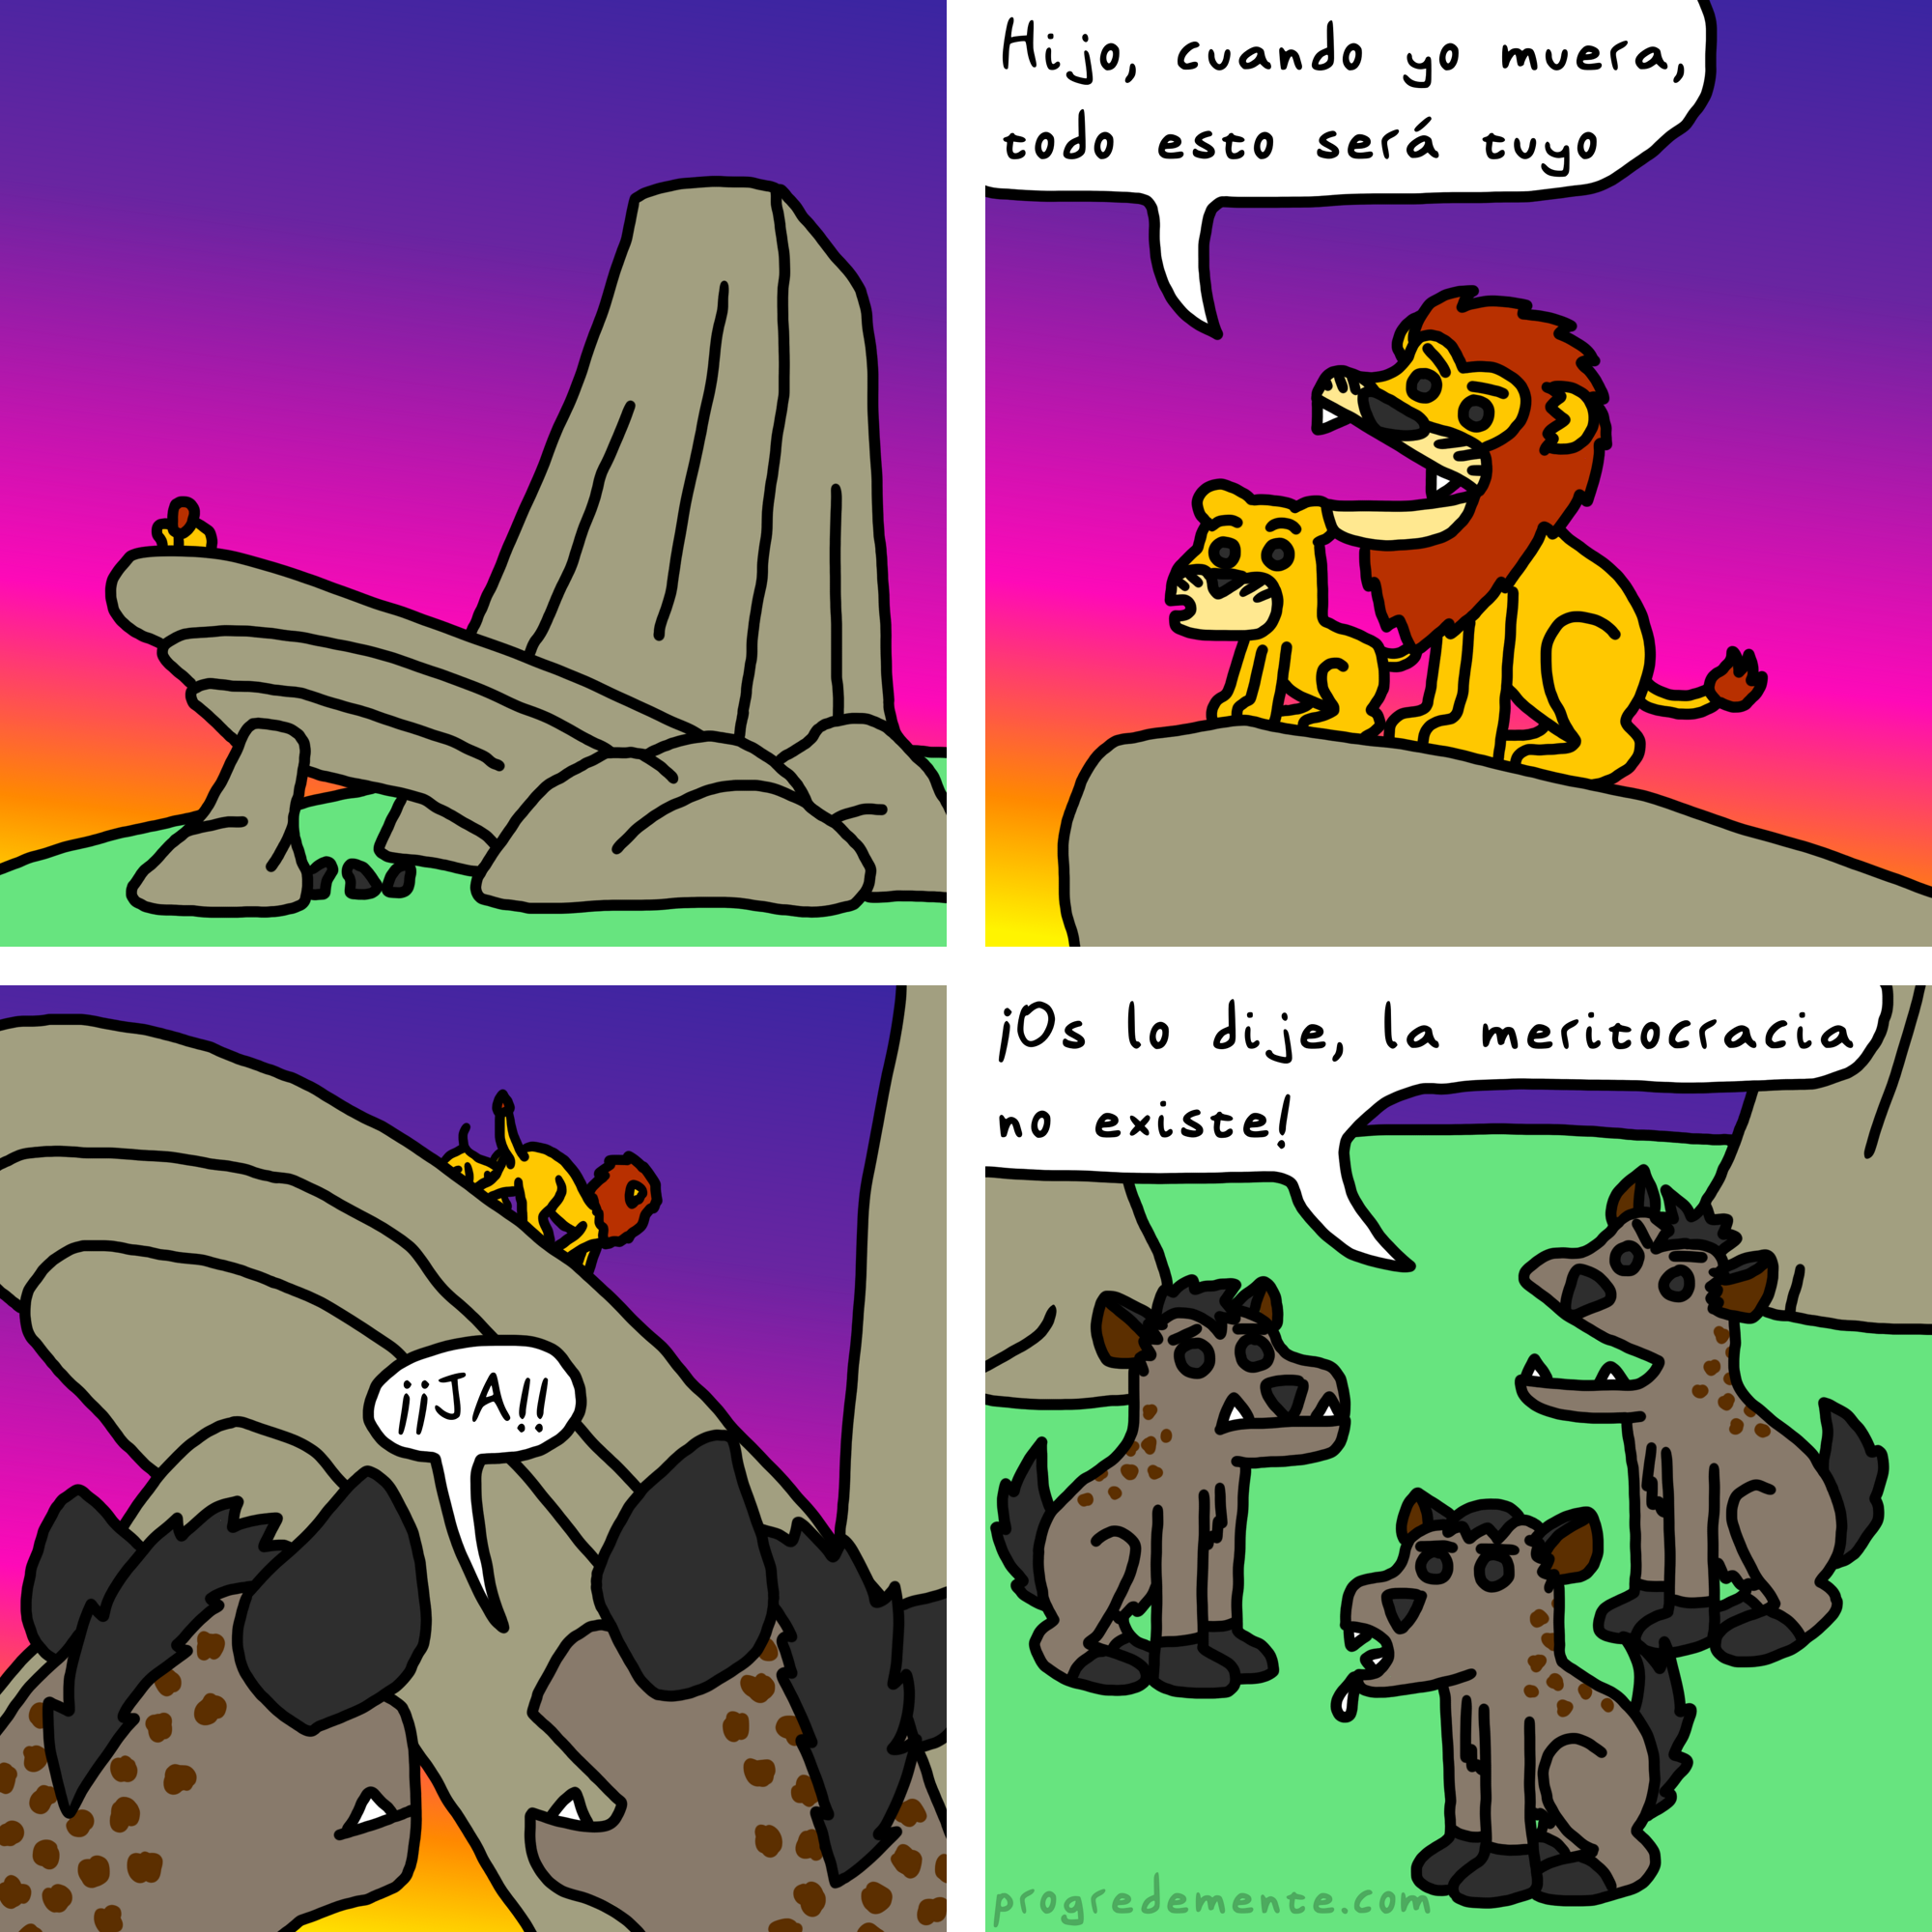 Hijo, cuando yo muera,
todo esto será tuyo
¡¡JA!!
¡Os lo dije, la meritocracia
no existe!
progredemente.com